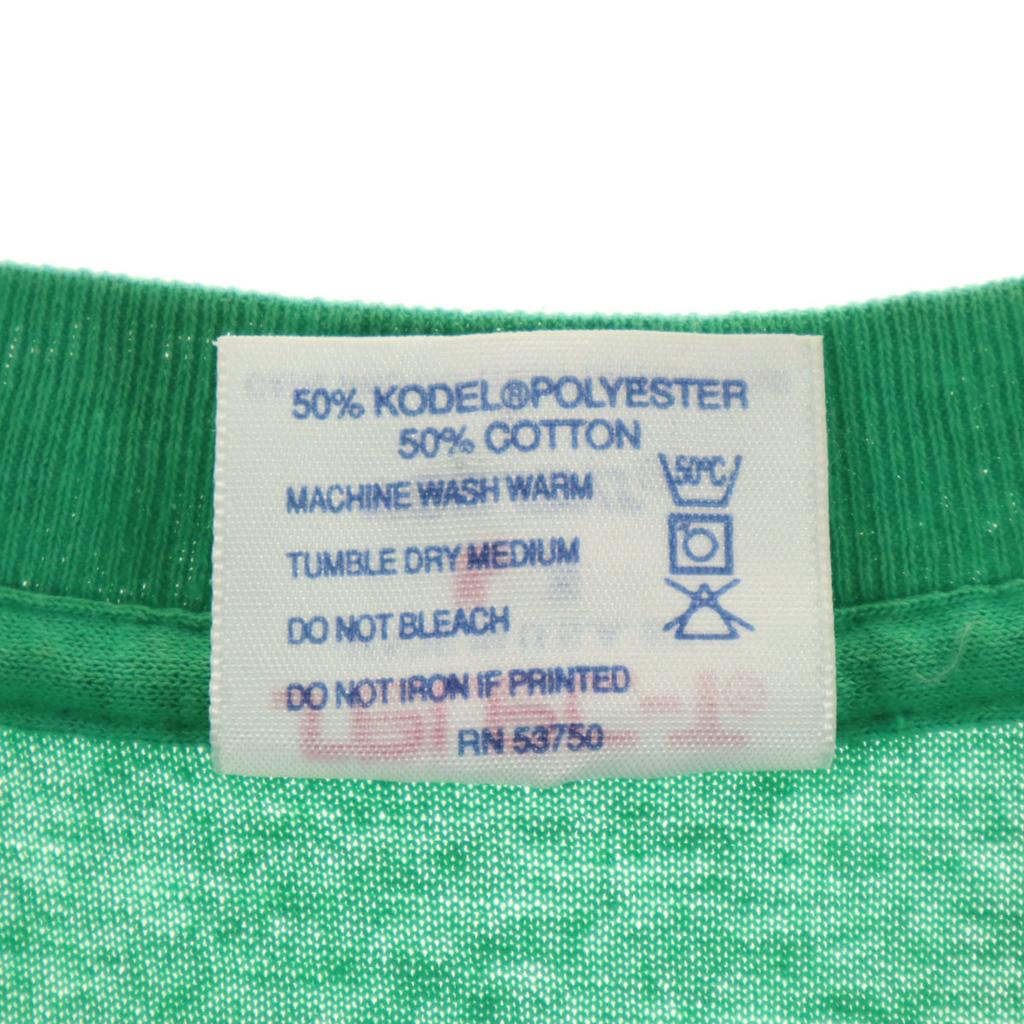 50% KODEL®POLYESTER
50% COTTON
MACHINE WASH WARM
50°C
TUMBLE DRY MEDIUM
DO NOT BLEACH
DO NOT IRON IF PRINTED
RN 53750